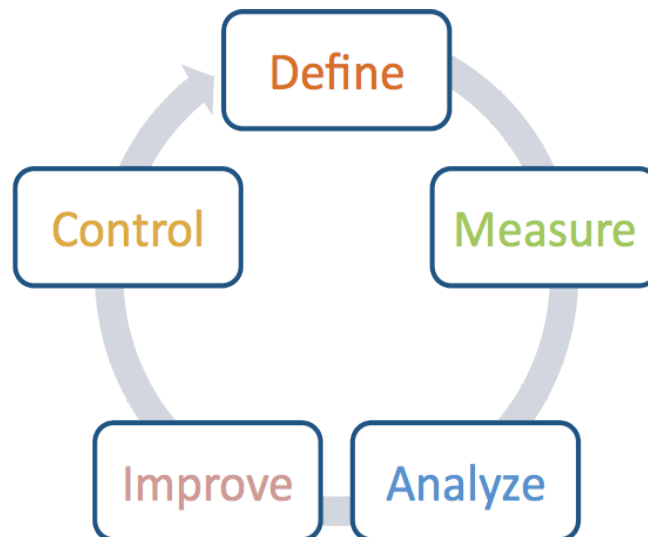 Define
Measure
Analyze
Improve
Control